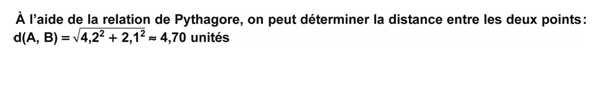 À l’aide de la relation de Pythagore, on peut déterminer la distance entre les deux points:
d(A, B) = √4,2² + 2,1² ≈ 4,70 unités